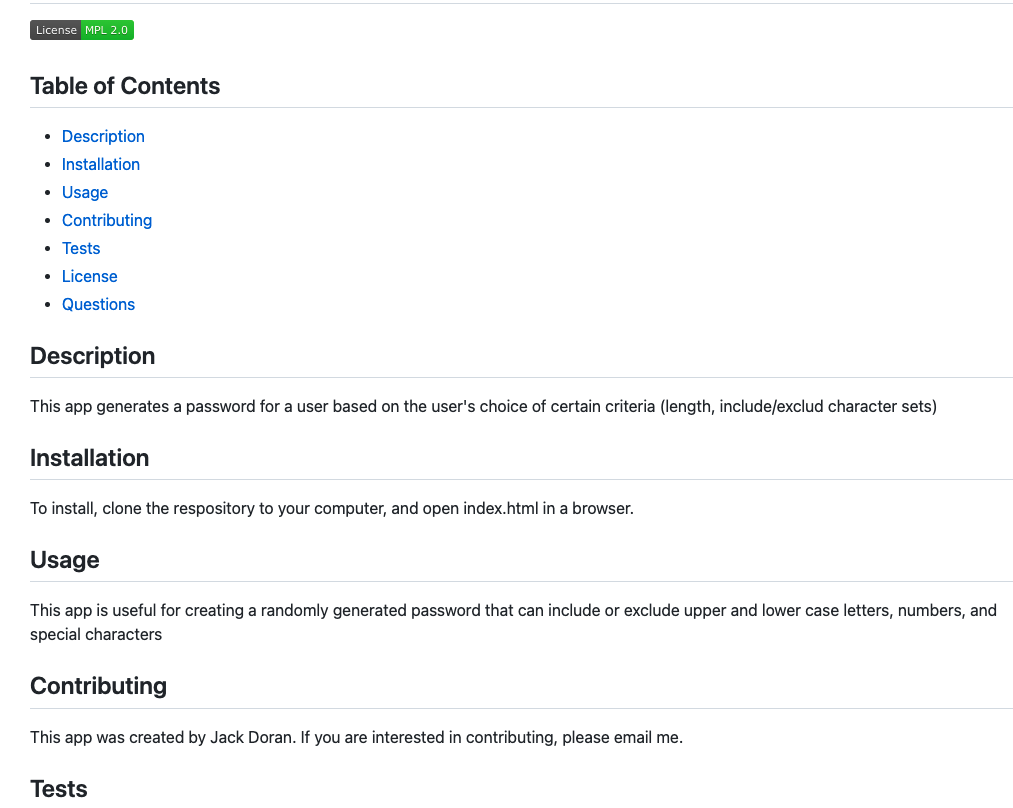 License MPL 2.0
Table of Contents
Description
Installation
Usage
Contributing
Tests
License
Questions
Description
This app generates a password for a user based on the user's choice of certain criteria (length, include/exclud character sets)
Installation
To install, clone the respository to your computer, and open index.html in a browser.
Usage
This app is useful for creating a randomly generated password that can include or exclude upper and lower case letters, numbers, and
special characters
Contributing
This app was created by Jack Doran. If you are interested in contributing, please email me.
Tests